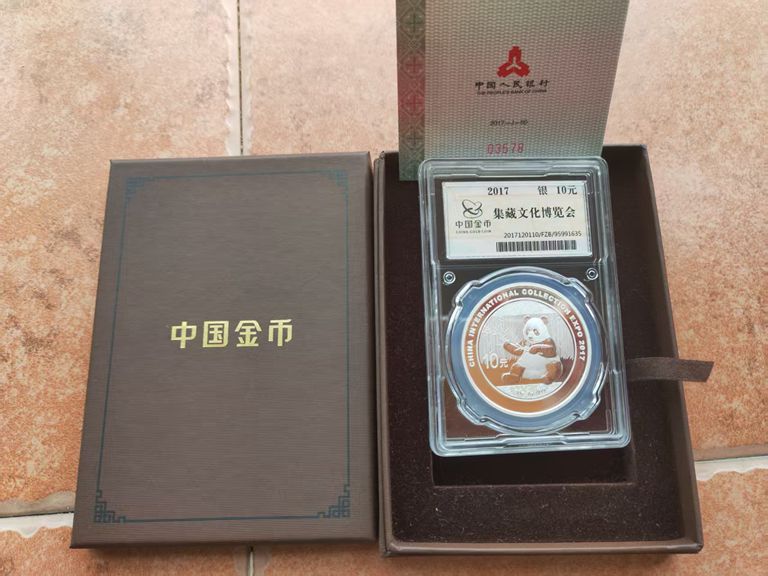 中国人民银行
THE PEOPLE'S BANK OF CHINA
03578
中国金币
2017 银 10元
中国金币
CHINA GOLD COIN
集藏文化博览会
2017120110/FZB/95991635
CHINA INTERNATIONAL COLLECTION EXPO 2017
10元